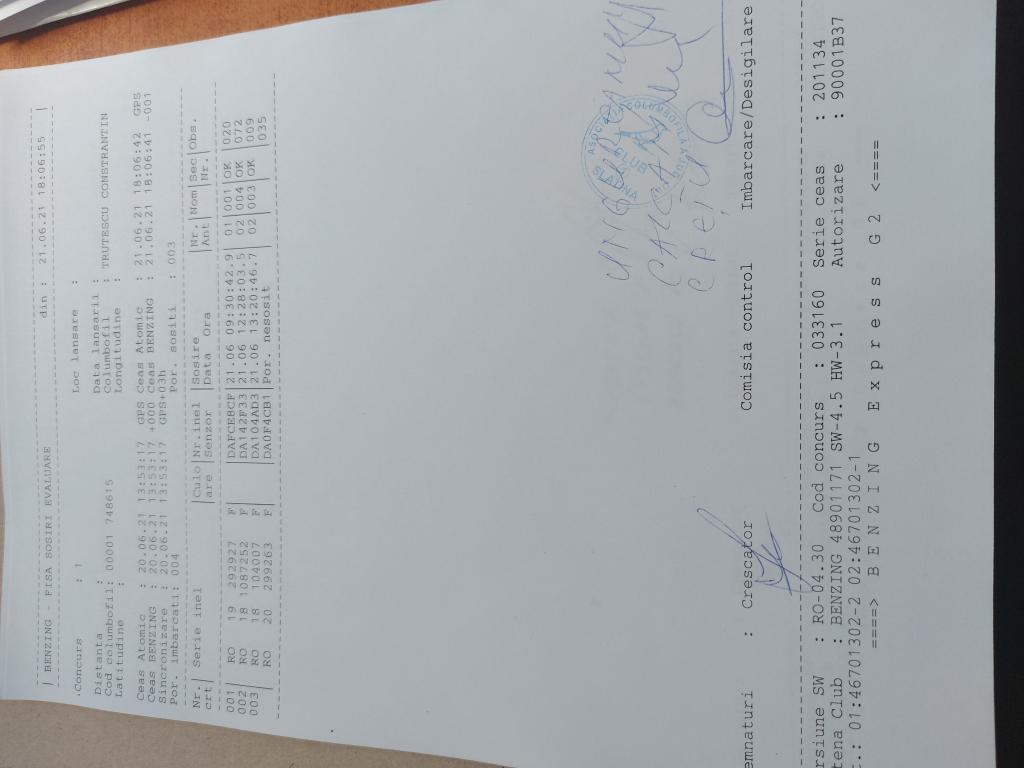 | BENZING - FISA SOSIRI EVALUARE din : 21.06.21 18:06:55 |
.Concurs : 1 Loc lansare :
Distanta : Data lansarii :
Cod columbofil: 00001 748615 Columbofil : TRUTESCU CONSTRANTIN
Latitudine : Longitudine :
Ceas Atomic : 20.06.21 13:53:17 GPS Ceas Atomic : 21.06.21 18:06:42 GPS
Ceas BENZING : 20.06.21 13:53:17 +000 Ceas BENZING : 21.06.21 18:06:41 -001
Sincronizare : 20.06.21 13:53:17 GPS+03h
Por. imbarcati: 004 Por. sositi : 003
Nr.| Serie inel |Culo|Nr.inel |Sosire |Nr.|Nom|Sec|Obs.
crt| |are |Senzor |Data Ora |Ant| |Nr.|
001| RO 19 292927 F | |DAFCE8CF|21.06 09:30:42.9| 01|001|OK |020
002| RO 18 1087252 F | |DA142F33|21.06 12:28:03.5| 02|004|OK |072
003| RO 18 104007 F | |DA104AD3|21.06 13:20:46.7| 02|003|OK |009
| RO 20 299263 F | |DA0F4CB1|Por. nesosit | | | |035
ASOCIATIA COLUMBOFILA
CLUB
SLATINA
emnaturi : Crescator Comisia control Imbarcare/Desigilare
rsiune SW : RO-04.30 Cod concurs : 033160 Serie ceas : 201134
tena Club : BENZING 48901171 SW-4.5 HW-3.1 Autorizare : 90001B37
.: 01:46701302-2 02:46701302-1
====> B E N Z I N G E x p r e s s G 2 <====